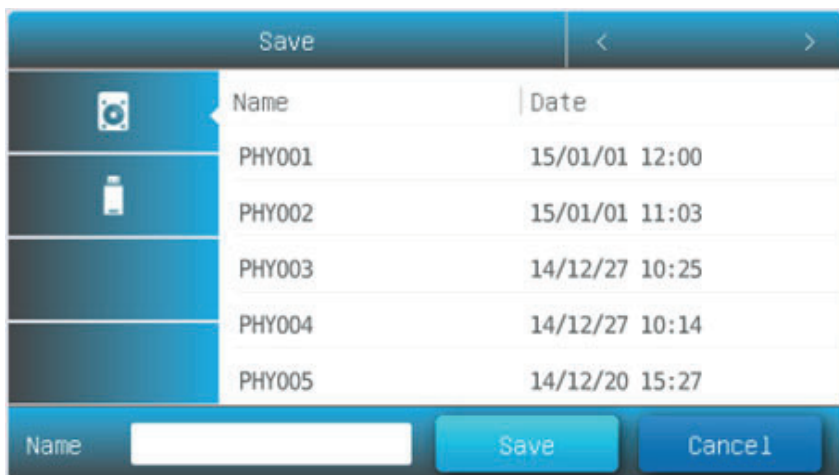 Save < >
Name Date
PHY001 15/01/01 12:00
PHY002 15/01/01 11:03
PHY003 14/12/27 10:25
PHY004 14/12/27 10:14
PHY005 14/12/20 15:27
Name Save Cancel